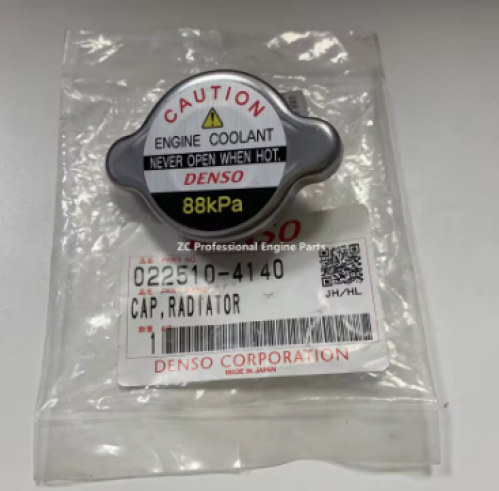 CAUTION
ENGINE COOLANT
NEVER OPEN WHEN HOT.
DENSO
88kPa
ZC Professional Engine Parts
022510-4140
CAP,RADIATOR
JH/HL
1
DENSO CORPORATION
MADE IN JAPAN